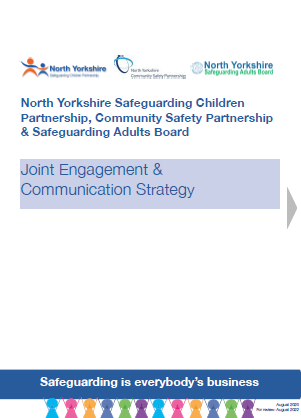 North Yorkshire
Safeguarding Children Partnership
North Yorkshire
Community Safety Partnership
North Yorkshire
Safeguarding Adults Board
North Yorkshire Safeguarding Children
Partnership, Community Safety Partnership
& Safeguarding Adults Board
Joint Engagement &
Communication Strategy
Safeguarding is everybody's business
August 2020
For review: August 2022